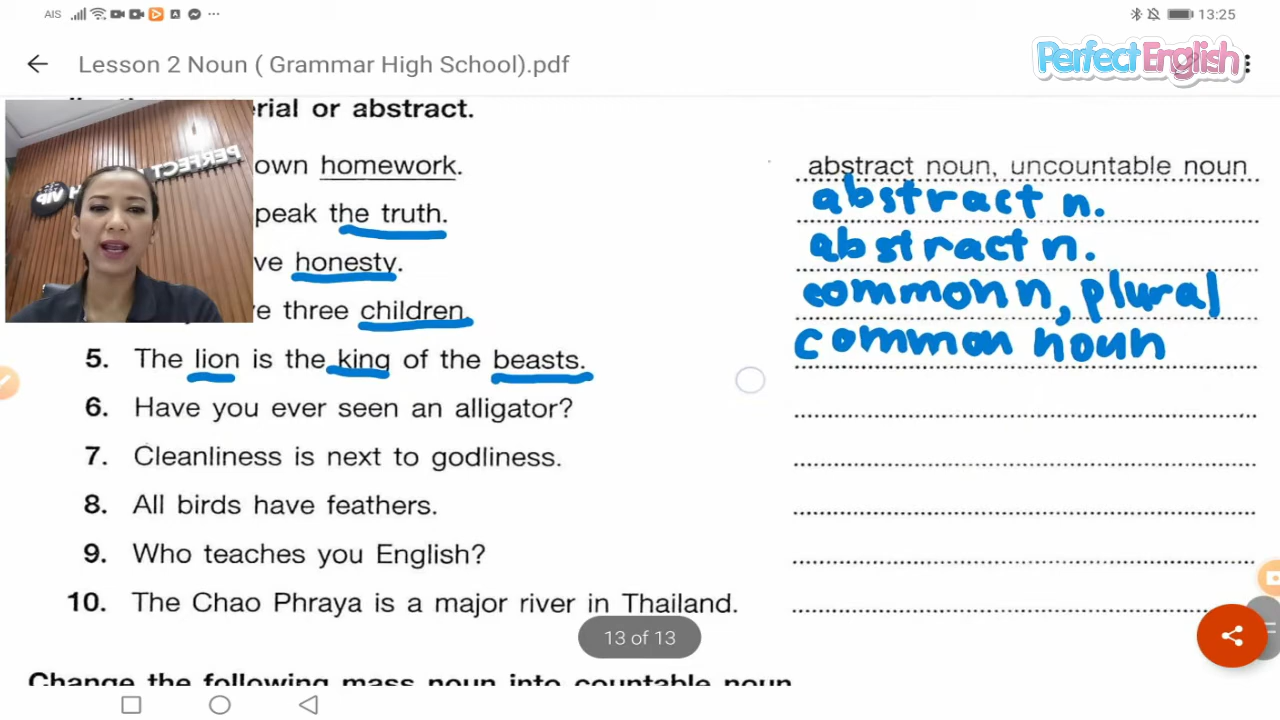 AIS 13:25
Lesson 2 Noun ( Grammar High School).pdf
Perfect English
erial or abstract.
own homework. abstract noun, uncountable noun
peak the truth. abstract n.
ve honesty. abstract n.
ve three children. common n, plural
5. The lion is the king of the beasts. common noun
6. Have you ever seen an alligator?
7. Cleanliness is next to godliness.
8. All birds have feathers.
9. Who teaches you English?
10. The Chao Phraya is a major river in Thailand.
13 of 13
Change the following mass noun into countable noun
PERFECT
VIP